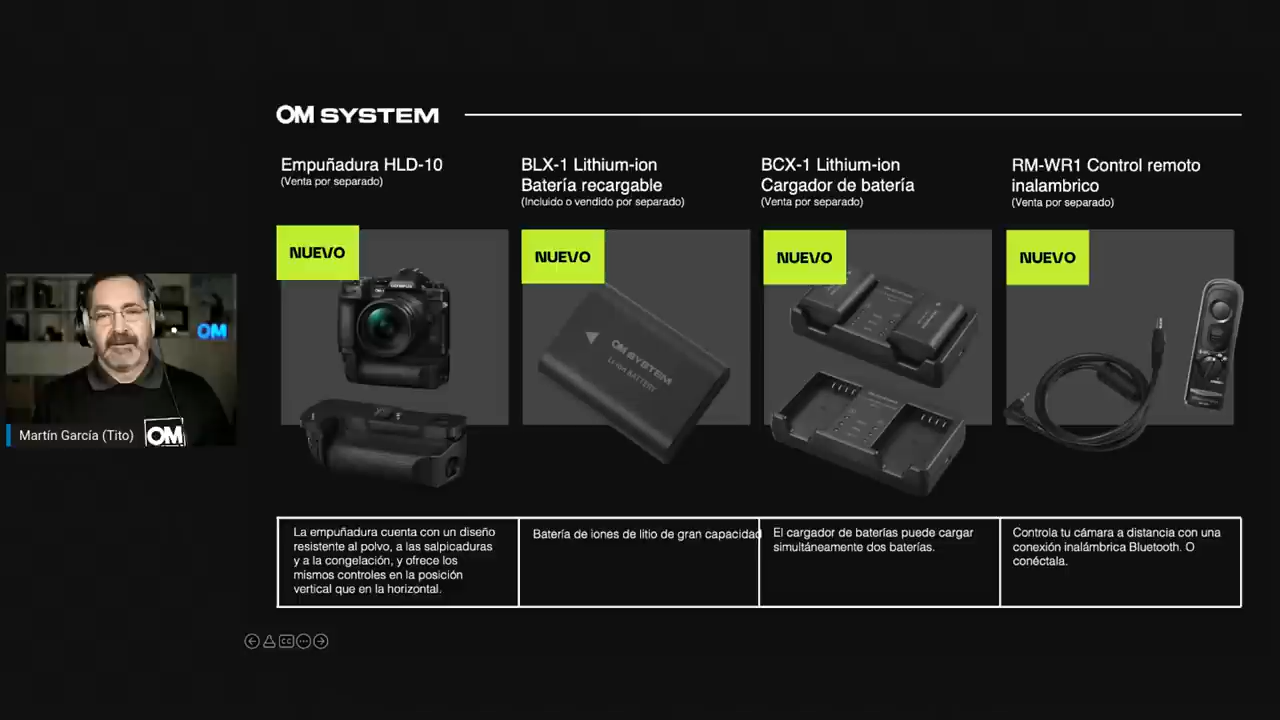 OM SYSTEM
Empuñadura HLD-10
(Venta por separado)
BLX-1 Lithium-ion
Batería recargable
(Incluido o vendido por separado)
BCX-1 Lithium-ion
Cargador de batería
(Venta por separado)
RM-WR1 Control remoto
inalambrico
(Venta por separado)
NUEVO
NUEVO
NUEVO
NUEVO
OLYMPUS
OM SYSTEM
Li-ion BATTERY
OM
Martín García (Tito)
OM
La empuñadura cuenta con un diseño
resistente al polvo, a las salpicaduras
y a la congelación, y ofrece los
mismos controles en la posición
vertical que en la horizontal.
Batería de iones de litio de gran capacidad
El cargador de baterías puede cargar
simultáneamente dos baterías.
Controla tu cámara a distancia con una
conexión inalámbrica Bluetooth. O
conéctala.
CC